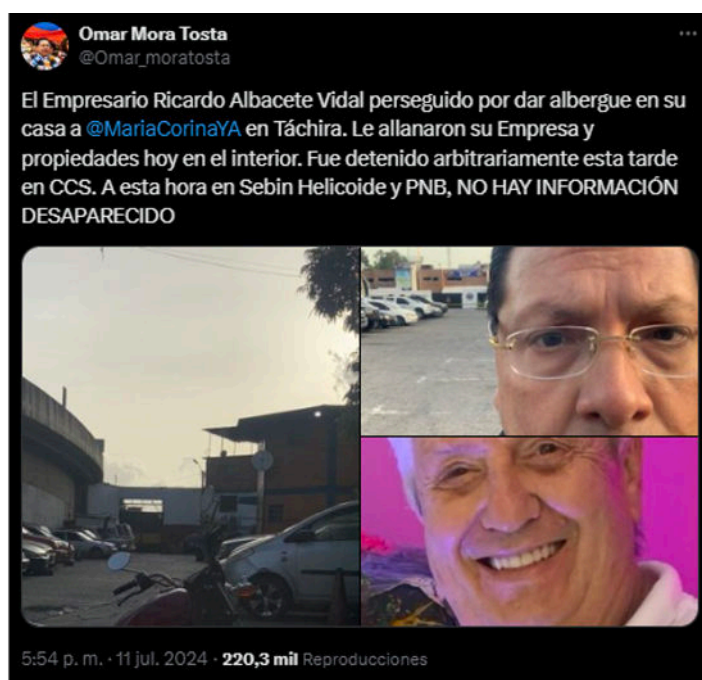 Omar Mora Tosta
@Omar_moratosta
El Empresario Ricardo Albacete Vidal perseguido por dar albergue en su
casa a @MariaCorinaYA en Táchira. Le allanaron su Empresa y
propiedades hoy en el interior. Fue detenido arbitrariamente esta tarde
en CCS. A esta hora en Sebin Helicoide y PNB, NO HAY INFORMACIÓN
DESAPARECIDO
5:54 p. m. · 11 jul. 2024 · 220,3 mil Reproducciones